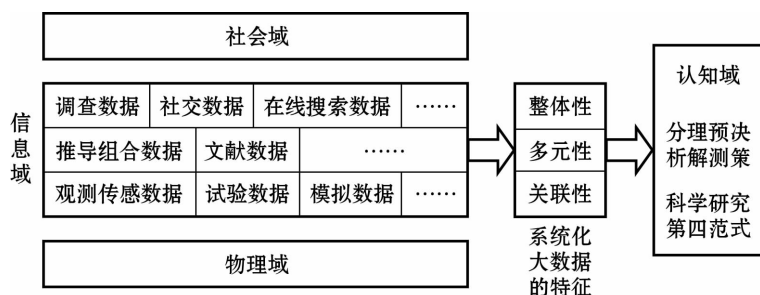 社会域
信息域
调查数据 社交数据 在线搜索数据 ……
推导组合数据 文献数据 ……
观测传感数据 试验数据 模拟数据 ……
物理域
整体性
多元性
关联性
系统化
大数据
的特征
认知域
分理预决
析解测策
科学研究
第四范式